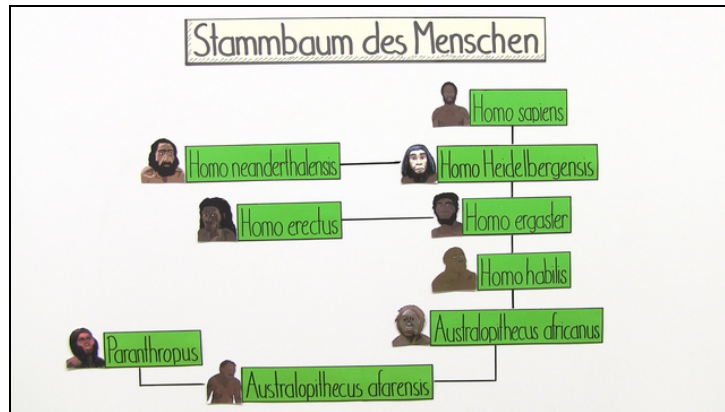 Stammbaum des Menschen
Homo sapiens
Homo neanderthalensis
Homo Heidelbergensis
Homo erectus
Homo ergaster
Homo habilis
Australopithecus africanus
Paranthropus
Australopithecus afarensis